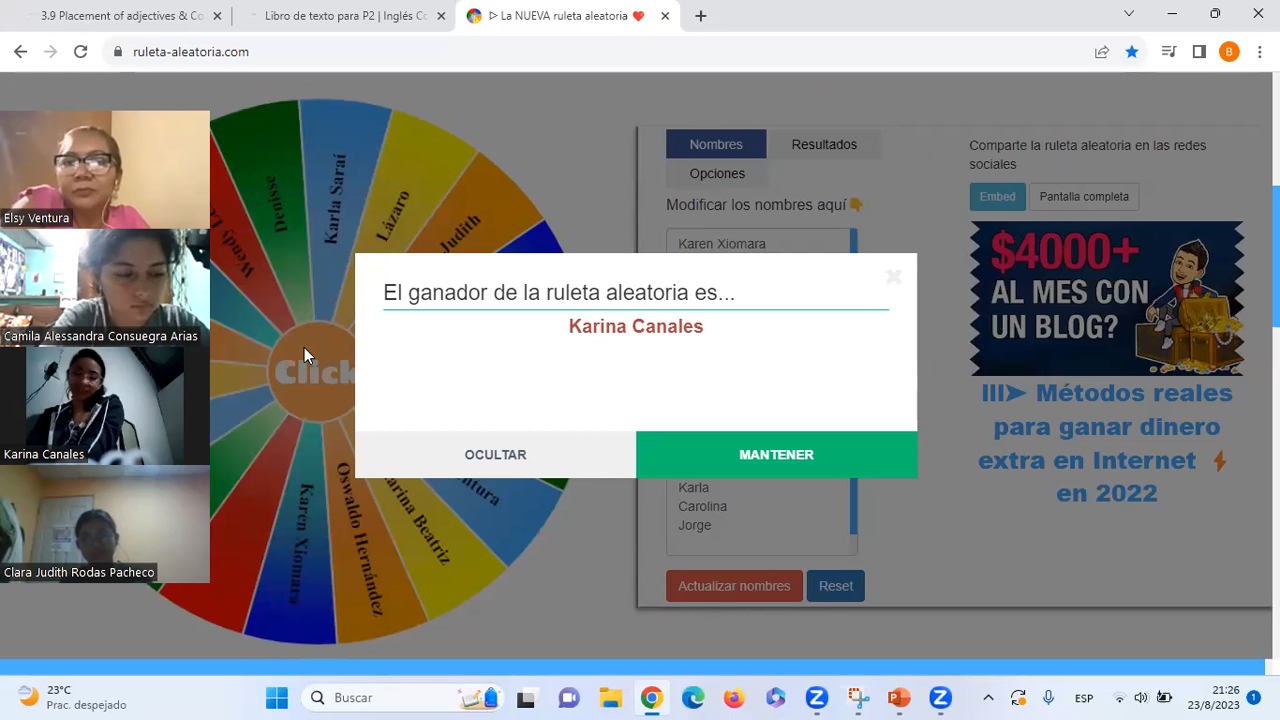 3.9 Placement of adjectives & Co
Libro de texto para P2 | Inglés Co
▷ La NUEVA ruleta aleatoria ❤️
ruleta-aleatoria.com
B
Elsy Ventura
Camila Alessandra Consuegra Arias
Karina Canales
Clara Judith Rodas Pacheco
Denisse
Karla Saraí
Lázaro
Judith
Click
Karen Xiomara
Oswaldo Hernández
Nombres
Resultados
Opciones
Modificar los nombres aquí👇
Karen Xiomara
El ganador de la ruleta aleatoria es...
Karina Canales
OCULTAR
MANTENER
Karla
Carolina
Jorge
Actualizar nombres
Reset
Comparte la ruleta aleatoria en las redes
sociales
Embed
Pantalla completa
$4000+
AL MES CON
UN BLOG?
III➤ Métodos reales
para ganar dinero
extra en Internet ⚡
en 2022
23°C
Prac. despejado
Buscar
ESP
21:26
23/8/2023
1